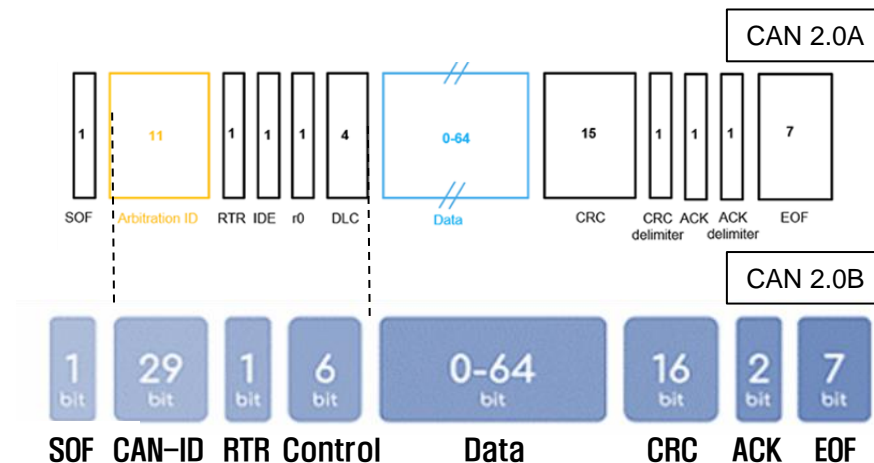 CAN 2.0A
1 11 1 1 1 4 0-64 15 1 1 1 7
SOF Arbitration ID RTR IDE r0 DLC Data CRC CRC delimiter ACK ACK delimiter EOF
CAN 2.0B
1 29 1 6 0-64 16 2 7
bit bit bit bit bit bit bit bit
SOF CAN-ID RTR Control Data CRC ACK EOF